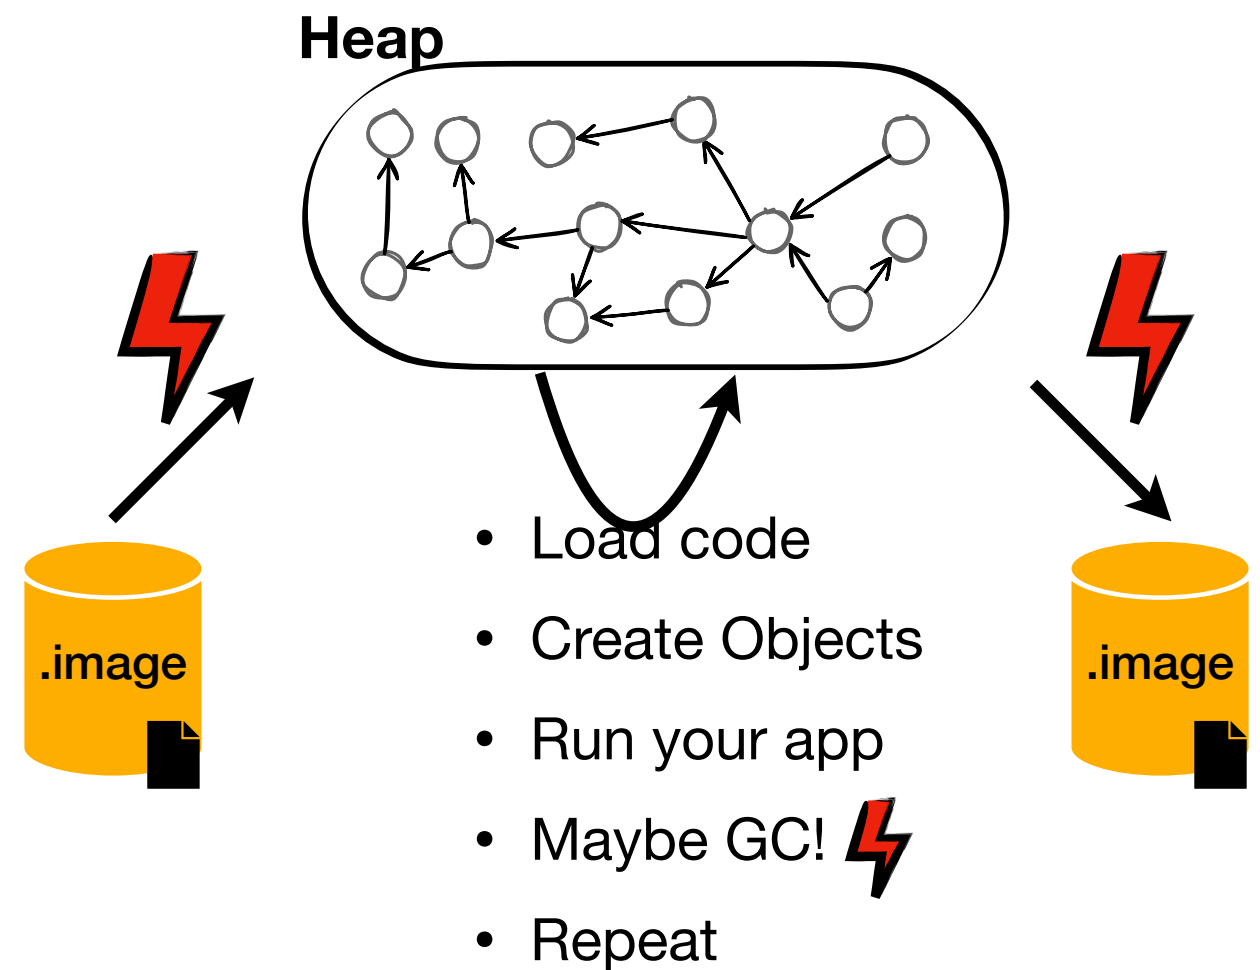 Heap
.image
.image
• Load code
• Create Objects
• Run your app
• Maybe GC!
• Repeat